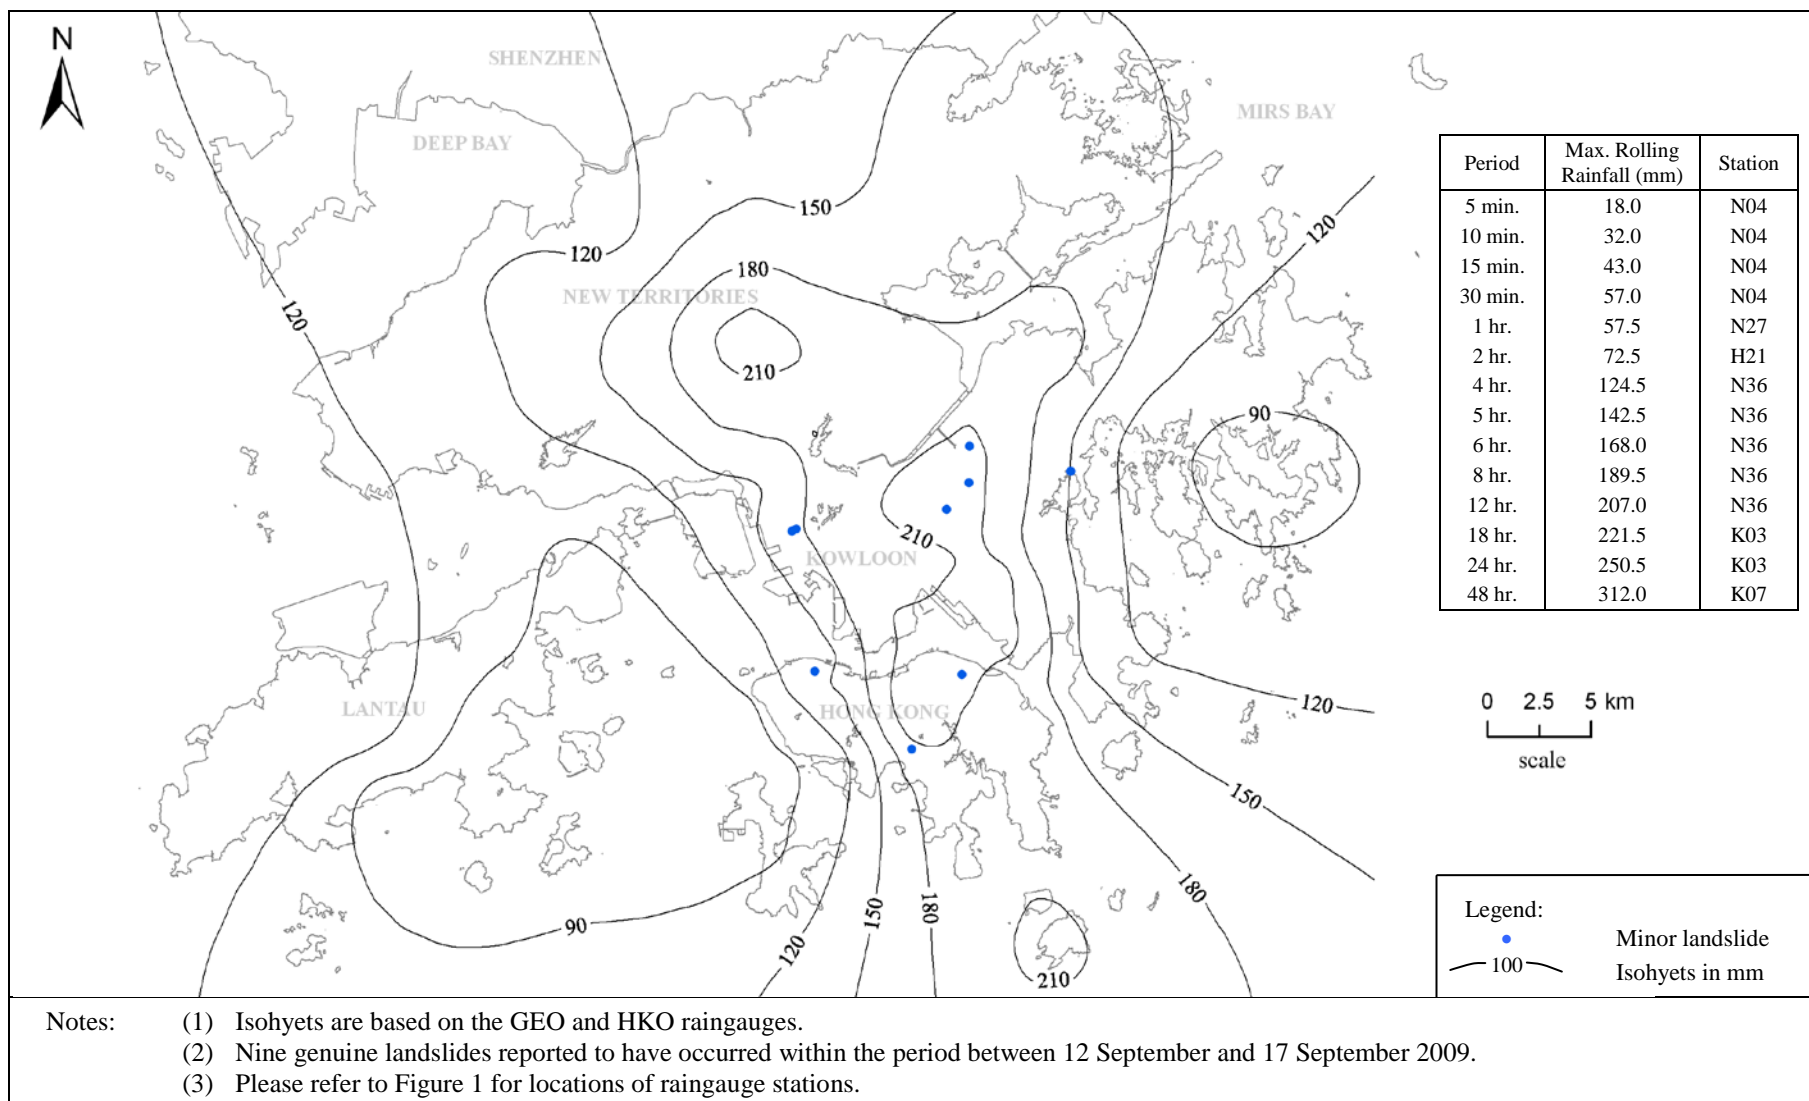 N
SHENZHEN
MIRS BAY
DEEP BAY
150
120
120
180
NEW TERRITORIES
120
210
90
210
KOWLOON
LANTAU
HONG KONG
120
150
180
180
150
90
120
210
Period Max. Rolling Rainfall (mm) Station
5 min. 18.0 N04
10 min. 32.0 N04
15 min. 43.0 N04
30 min. 57.0 N04
1 hr. 57.5 N27
2 hr. 72.5 H21
4 hr. 124.5 N36
5 hr. 142.5 N36
6 hr. 168.0 N36
8 hr. 189.5 N36
12 hr. 207.0 N36
18 hr. 221.5 K03
24 hr. 250.5 K03
48 hr. 312.0 K07
0 2.5 5 km
scale
Legend:
Minor landslide
100 Isohyets in mm
Notes: (1) Isohyets are based on the GEO and HKO raingauges.
(2) Nine genuine landslides reported to have occurred within the period between 12 September and 17 September 2009.
(3) Please refer to Figure 1 for locations of raingauge stations.